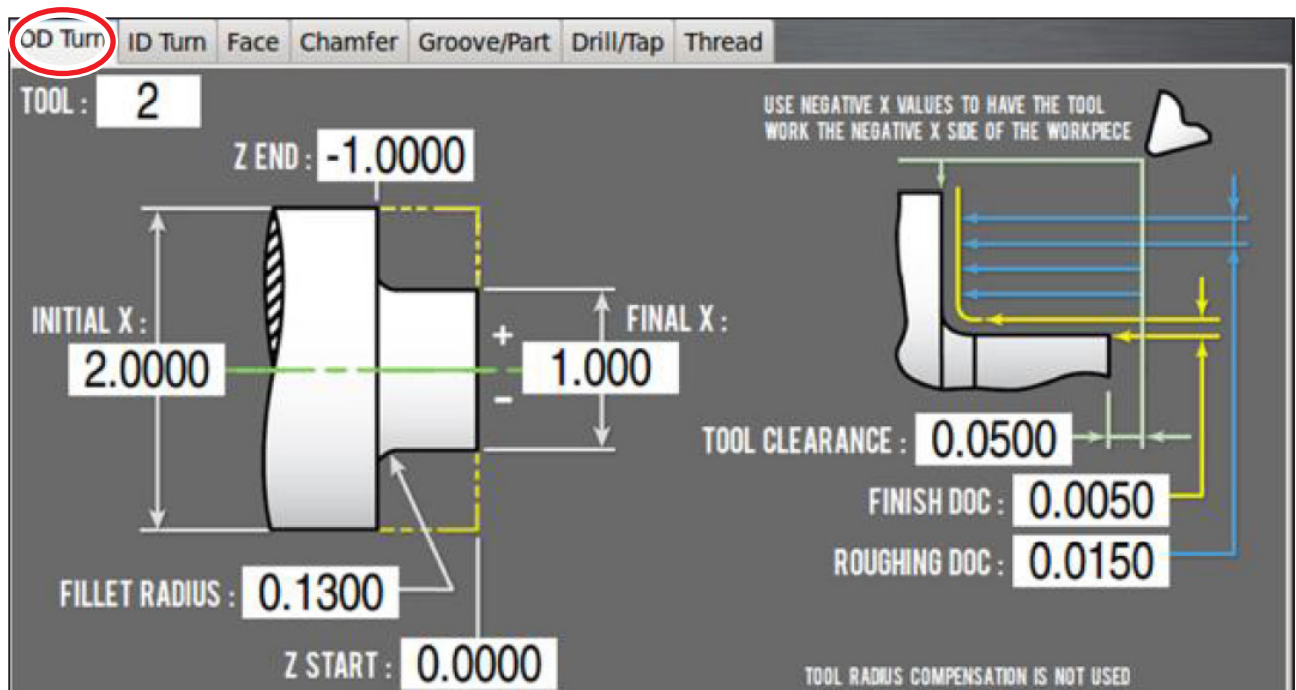 OD Turn ID Turn Face Chamfer Groove/Part Drill/Tap Thread
TOOL : 2
USE NEGATIVE X VALUES TO HAVE THE TOOL
WORK THE NEGATIVE X SIDE OF THE WORKPIECE
Z END : -1.0000
INITIAL X :
2.0000
FINAL X :
+
1.000
-
TOOL CLEARANCE : 0.0500
FINISH DOC : 0.0050
ROUGHING DOC : 0.0150
FILLET RADIUS : 0.1300
Z START : 0.0000
TOOL RADIUS COMPENSATION IS NOT USED